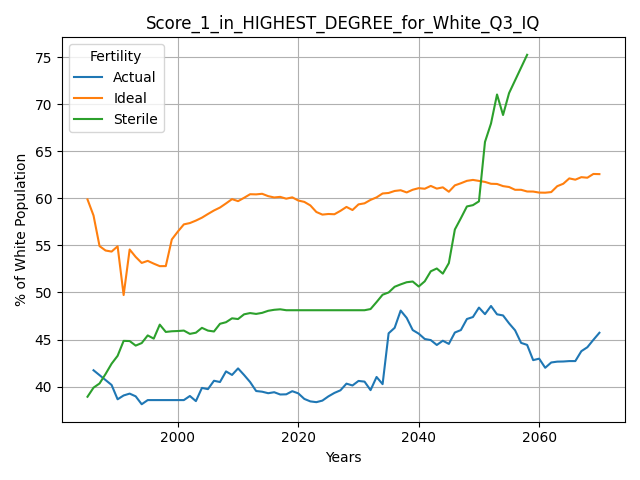 Score_1_in_HIGHEST_DEGREE_for_White_Q3_IQ
75
70
65
60
55
50
45
40
% of White Population
Fertility
Actual
Ideal
Sterile
2000
2020
2040
2060
Years